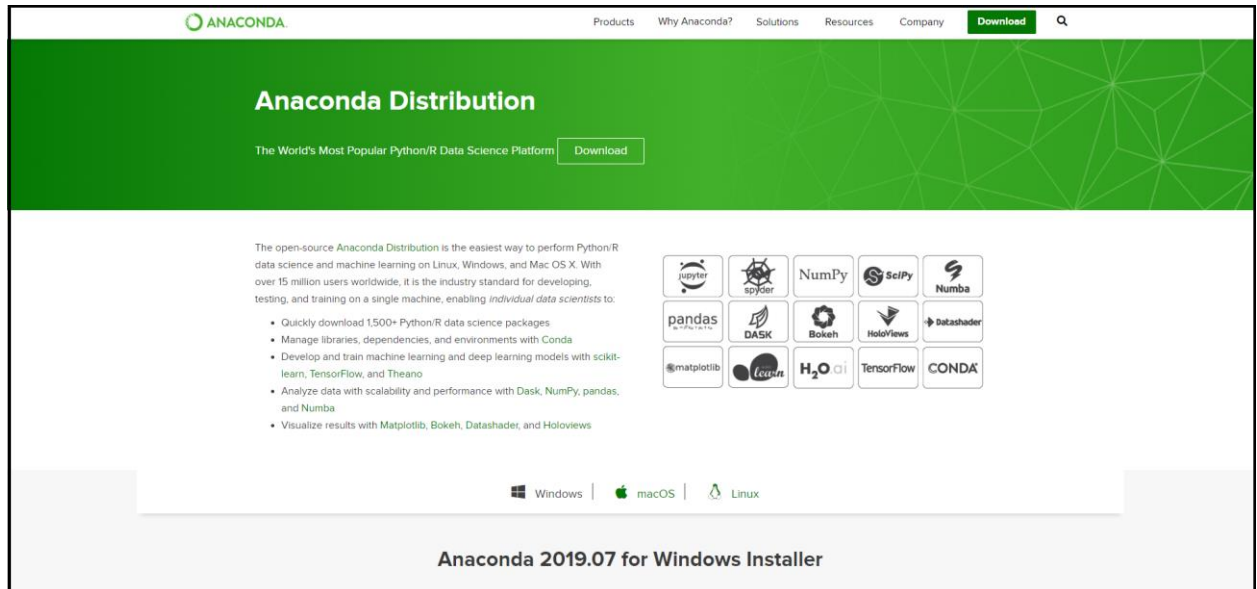 ANACONDA.
Products Why Anaconda? Solutions Resources Company Download
Anaconda Distribution
The World's Most Popular Python/R Data Science Platform Download
The open-source Anaconda Distribution is the easiest way to perform Python/R
data science and machine learning on Linux, Windows, and Mac OS X. With
over 15 million users worldwide, it is the industry standard for developing,
testing, and training on a single machine, enabling individual data scientists to:
• Quickly download 1,500+ Python/R data science packages
• Manage libraries, dependencies, and environments with Conda
• Develop and train machine learning and deep learning models with scikit-
learn, TensorFlow, and Theano
• Analyze data with scalability and performance with Dask, NumPy, pandas,
and Numba
• Visualize results with Matplotlib, Bokeh, Datashader, and Holoviews
jupyter spyder NumPy SciPy Numba
pandas DASK Bokeh HoloViews Datashader
matplotlib learn H2O.ai TensorFlow CONDA
Windows | macOS | Linux
Anaconda 2019.07 for Windows Installer